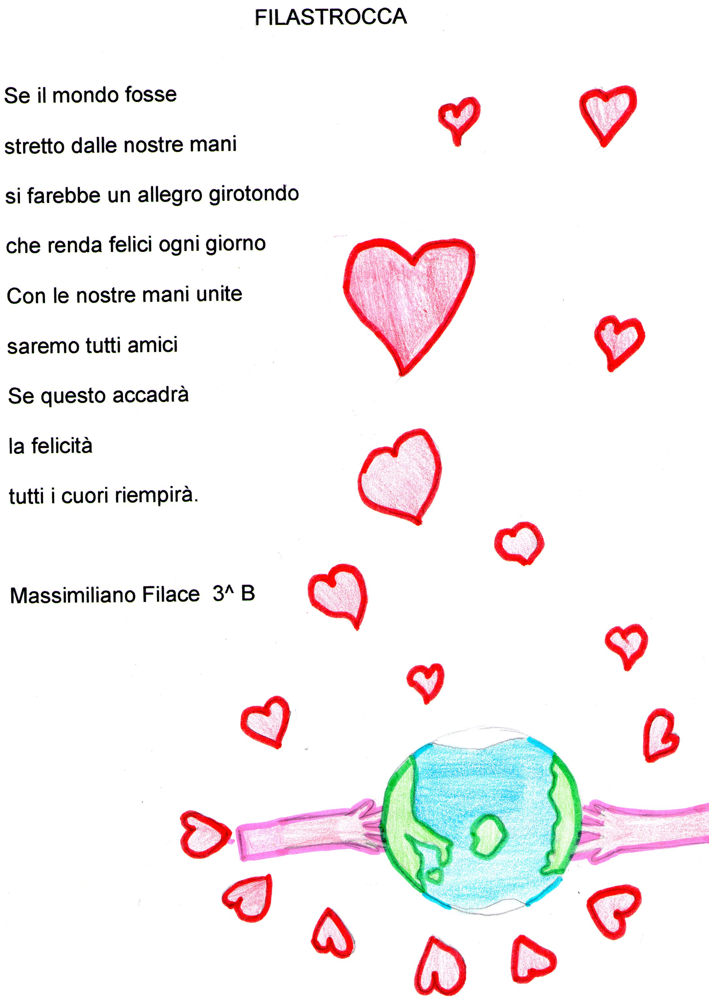 FILASTROCCA
Se il mondo fosse
stretto dalle nostre mani
si farebbe un allegro girotondo
che renda felici ogni giorno
Con le nostre mani unite
saremo tutti amici
Se questo accadrà
la felicità
tutti i cuori riempirà.
Massimiliano Filace 3^ B